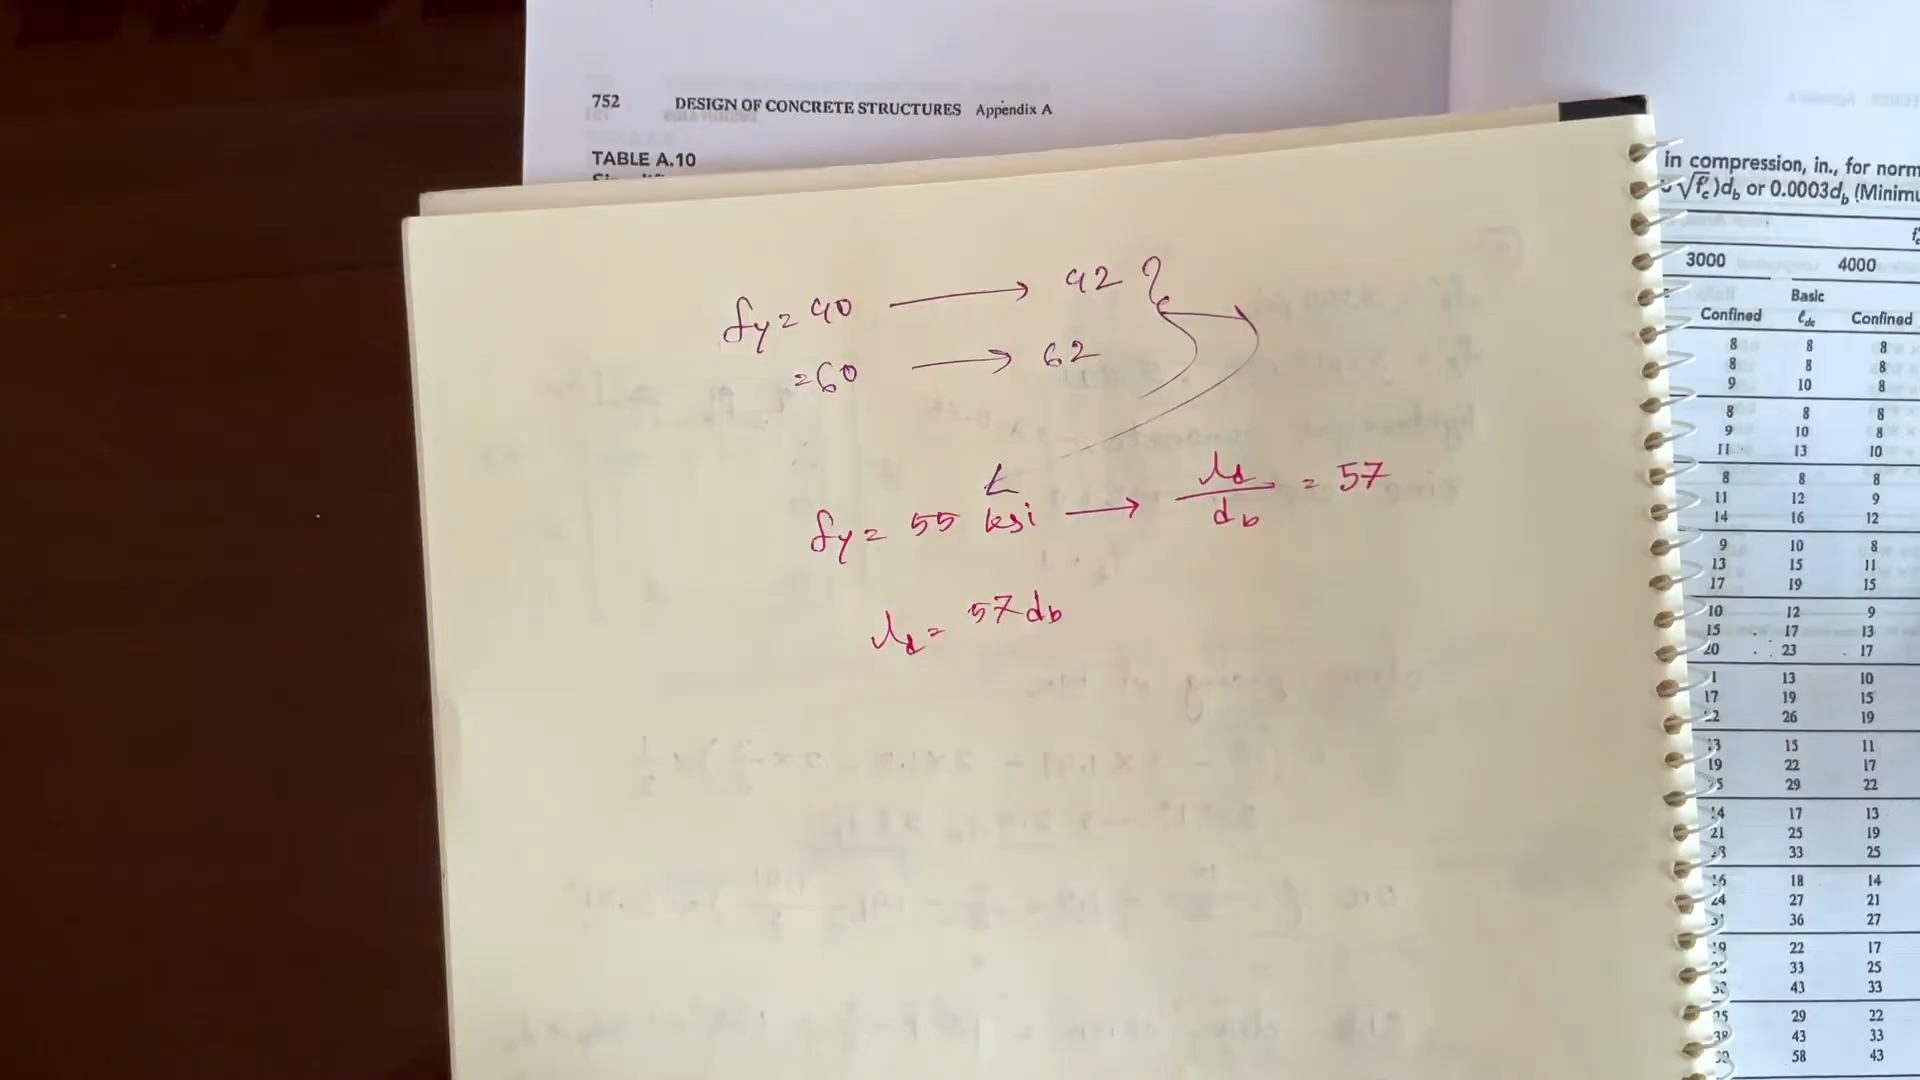 752 DESIGN OF CONCRETE STRUCTURES Appendix A
TABLE A.10
fy = 40 → 42
= 60 → 62
fy = 55 ksi → ld/db = 57
ld = 57 db
in compression, in., for norm
√f'c)db or 0.0003db (Minimu
3000 4000
Basic
Confined ldc Confined
8 8 8
8 8 8
9 10 8
8 8 8
9 10 8
11 13 10
8 8 8
11 12 9
14 16 12
9 10 8
13 15 11
17 19 15
10 12 9
15 17 13
20 23 17
13 10
17 19 15
26 19
15 11
19 22 17
29 22
17 13
21 25 19
33 25
18 14
24 27 21
36 27
22 17
33 25
43 33
29 22
43 33
58 43